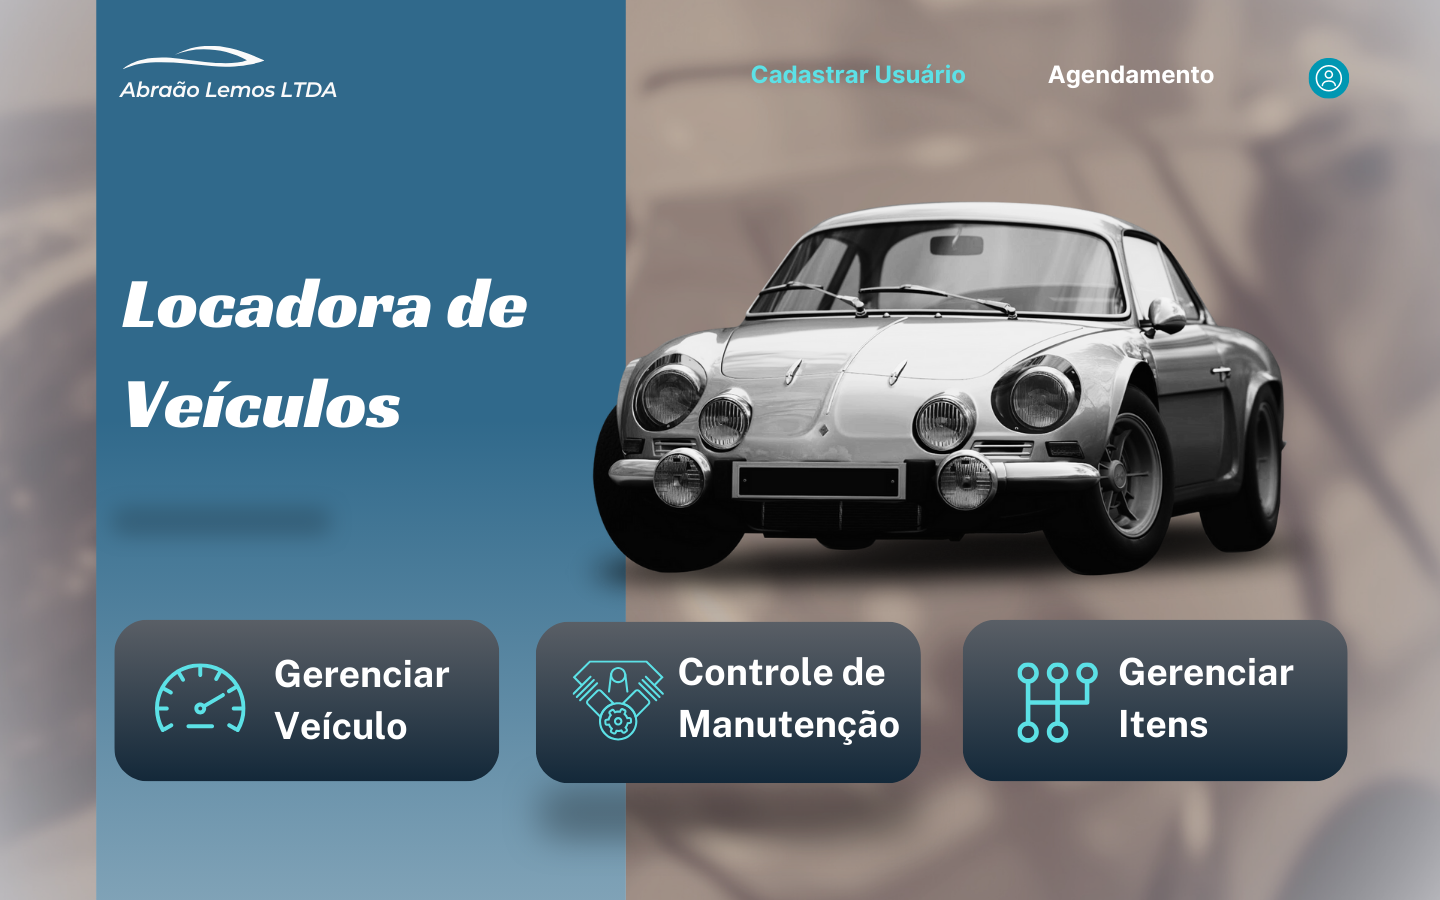 Abraão Lemos LTDA
Cadastrar Usuário
Agendamento
Locadora de
Veículos
Gerenciar
Veículo
Controle de
Manutenção
Gerenciar
Itens